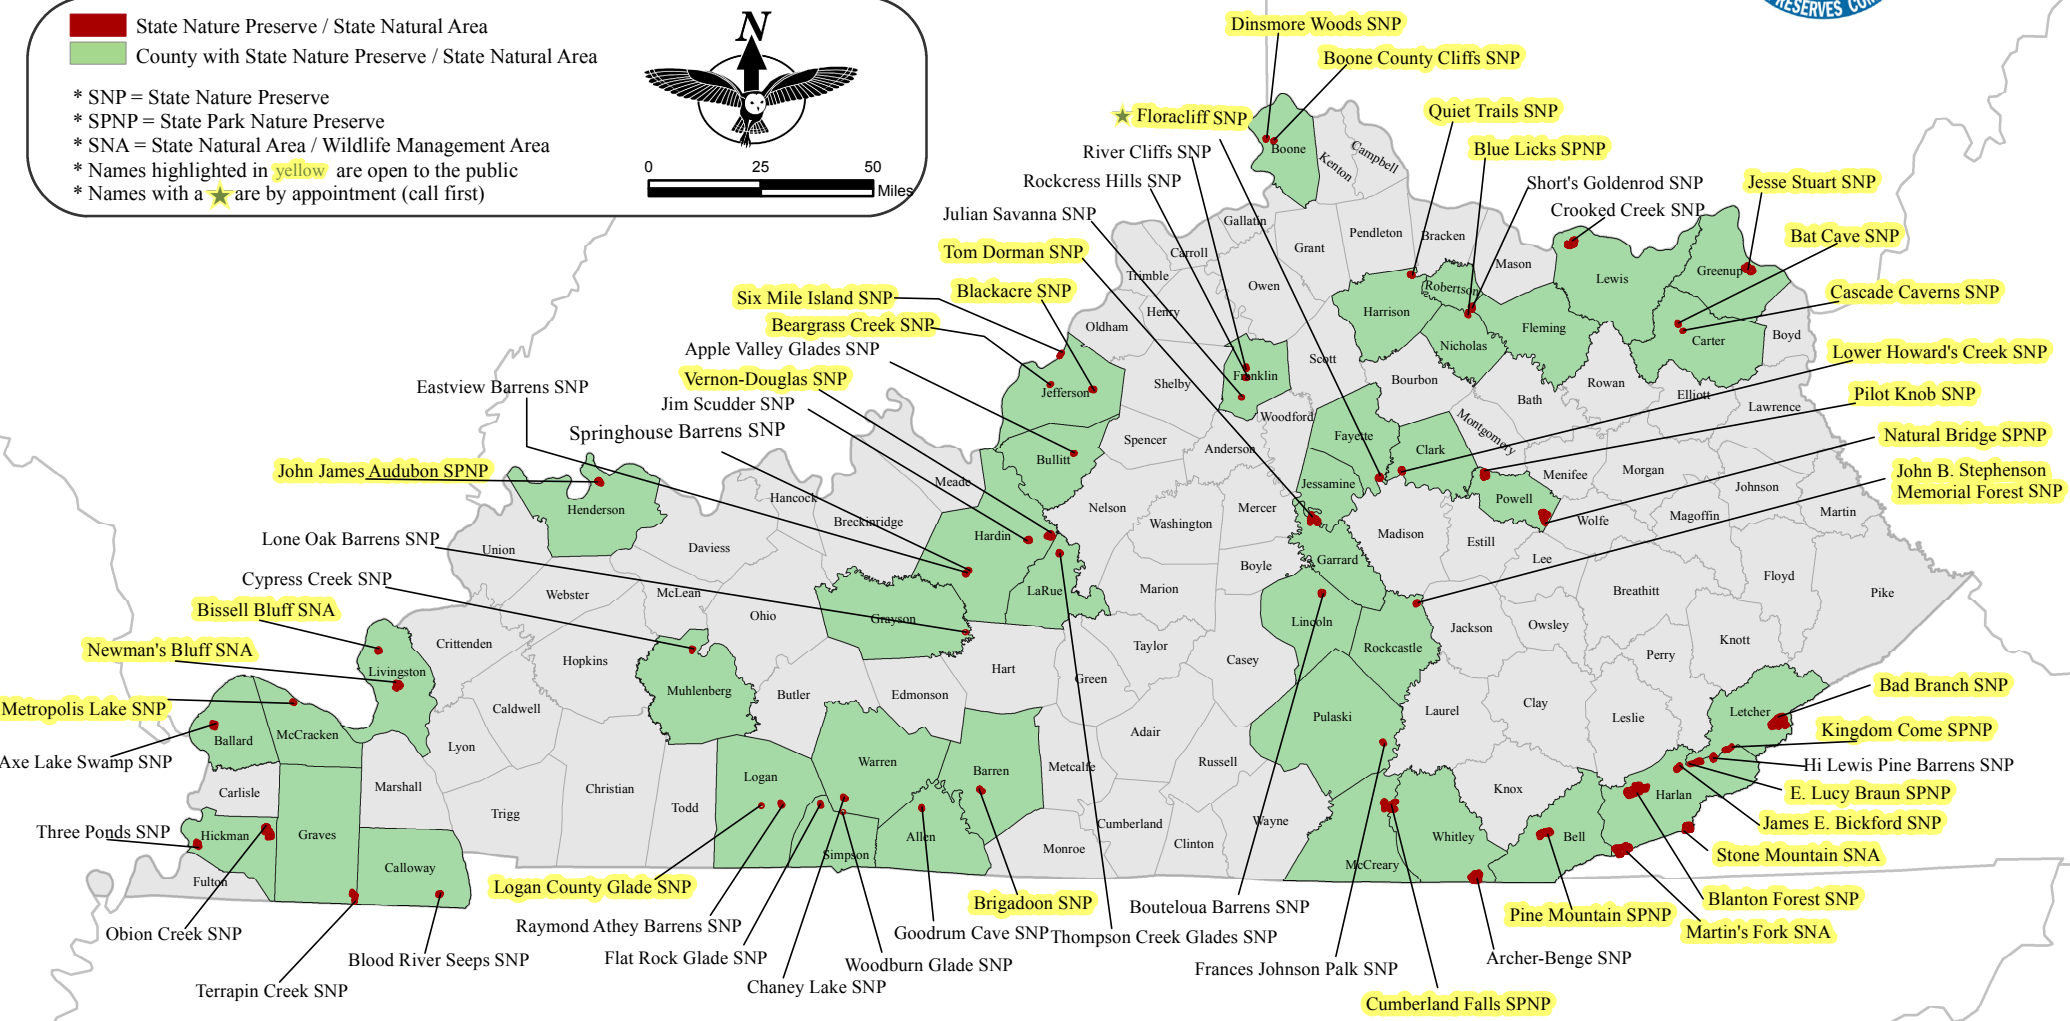 State Nature Preserve / State Natural Area
County with State Nature Preserve / State Natural Area
* SNP = State Nature Preserve
* SPNP = State Park Nature Preserve
* SNA = State Natural Area / Wildlife Management Area
* Names highlighted in yellow are open to the public
* Names with a are by appointment (call first)
N
0 25 50
Miles
PRESERVES
Dinsmore Woods SNP
Boone County Cliffs SNP
Floracliff SNP
Quiet Trails SNP
River Cliffs SNP
Blue Licks SPNP
Rockcress Hills SNP
Short's Goldenrod SNP
Jesse Stuart SNP
Julian Savanna SNP
Crooked Creek SNP
Tom Dorman SNP
Bat Cave SNP
Six Mile Island SNP
Blackacre SNP
Cascade Caverns SNP
Beargrass Creek SNP
Apple Valley Glades SNP
Lower Howard's Creek SNP
Vernon-Douglas SNP
Eastview Barrens SNP
Pilot Knob SNP
Jim Scudder SNP
Springhouse Barrens SNP
Natural Bridge SPNP
John James Audubon SPNP
John B. Stephenson
Memorial Forest SNP
Lone Oak Barrens SNP
Cypress Creek SNP
Bissell Bluff SNA
Newman's Bluff SNA
Metropolis Lake SNP
Axe Lake Swamp SNP
Three Ponds SNP
Obion Creek SNP
Terrapin Creek SNP
Blood River Seeps SNP
Logan County Glade SNP
Raymond Athey Barrens SNP
Flat Rock Glade SNP
Chaney Lake SNP
Woodburn Glade SNP
Goodrum Cave SNP
Brigadoon SNP
Thompson Creek Glades SNP
Bouteloua Barrens SNP
Frances Johnson Palk SNP
Cumberland Falls SPNP
Archer-Benge SNP
Pine Mountain SPNP
Martin's Fork SNA
Blanton Forest SNP
Stone Mountain SNA
James E. Bickford SNP
E. Lucy Braun SPNP
Hi Lewis Pine Barrens SNP
Kingdom Come SPNP
Bad Branch SNP
Boone
Kenton
Campbell
Gallatin
Carroll
Trimble
Grant
Pendleton
Bracken
Mason
Owen
Henry
Oldham
Harrison
Robertson
Lewis
Greenup
Fleming
Nicholas
Carter
Boyd
Scott
Franklin
Shelby
Jefferson
Bourbon
Bath
Rowan
Elliott
Lawrence
Woodford
Fayette
Clark
Montgomery
Menifee
Morgan
Johnson
Martin
Spencer
Anderson
Bullitt
Jessamine
Powell
Wolfe
Magoffin
Meade
Hancock
Breckinridge
Nelson
Washington
Mercer
Madison
Estill
Lee
Henderson
Union
Daviess
Hardin
Boyle
Garrard
Breathitt
Floyd
Pike
Webster
McLean
Ohio
Grayson
LaRue
Marion
Lincoln
Rockcastle
Jackson
Owsley
Knott
Perry
Crittenden
Hopkins
Livingston
Muhlenberg
Butler
Edmonson
Hart
Green
Taylor
Casey
Pulaski
Laurel
Clay
Leslie
Letcher
Ballard
McCracken
Caldwell
Lyon
Warren
Barren
Metcalfe
Adair
Russell
Carlisle
Marshall
Trigg
Christian
Todd
Logan
Simpson
Allen
Monroe
Cumberland
Clinton
Wayne
McCreary
Whitley
Knox
Bell
Harlan
Hickman
Graves
Calloway
Fulton